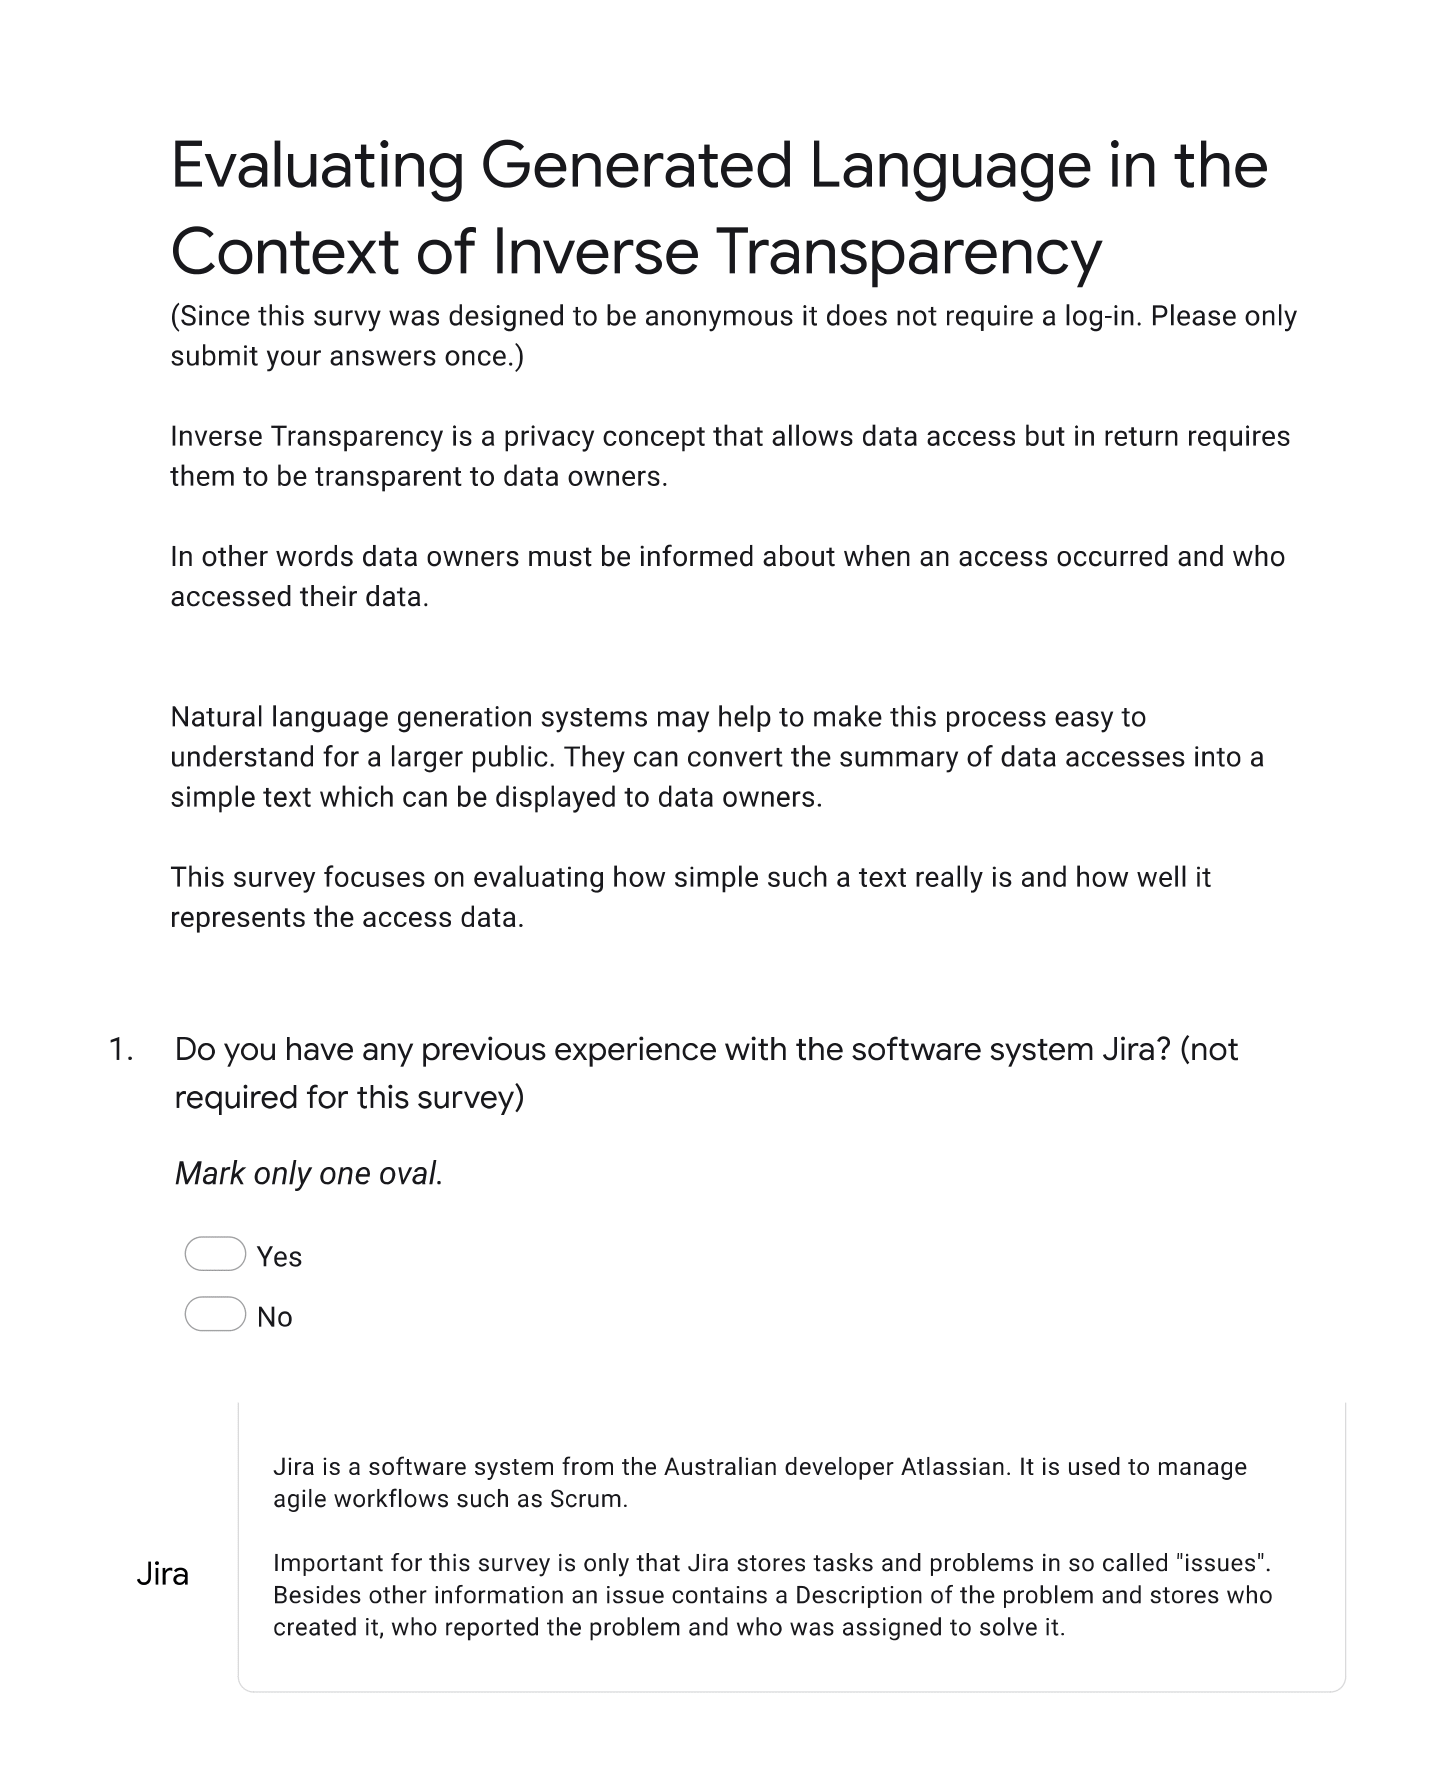 Evaluating Generated Language in the
Context of Inverse Transparency
(Since this survy was designed to be anonymous it does not require a log-in. Please only
submit your answers once.)
Inverse Transparency is a privacy concept that allows data access but in return requires
them to be transparent to data owners.
In other words data owners must be informed about when an access occurred and who
accessed their data.
Natural language generation systems may help to make this process easy to
understand for a larger public. They can convert the summary of data accesses into a
simple text which can be displayed to data owners.
This survey focuses on evaluating how simple such a text really is and how well it
represents the access data.
1. Do you have any previous experience with the software system Jira? (not
required for this survey)
Mark only one oval.
Yes
No
Jira
Jira is a software system from the Australian developer Atlassian. It is used to manage
agile workflows such as Scrum.
Important for this survey is only that Jira stores tasks and problems in so called "issues".
Besides other information an issue contains a Description of the problem and stores who
created it, who reported the problem and who was assigned to solve it.